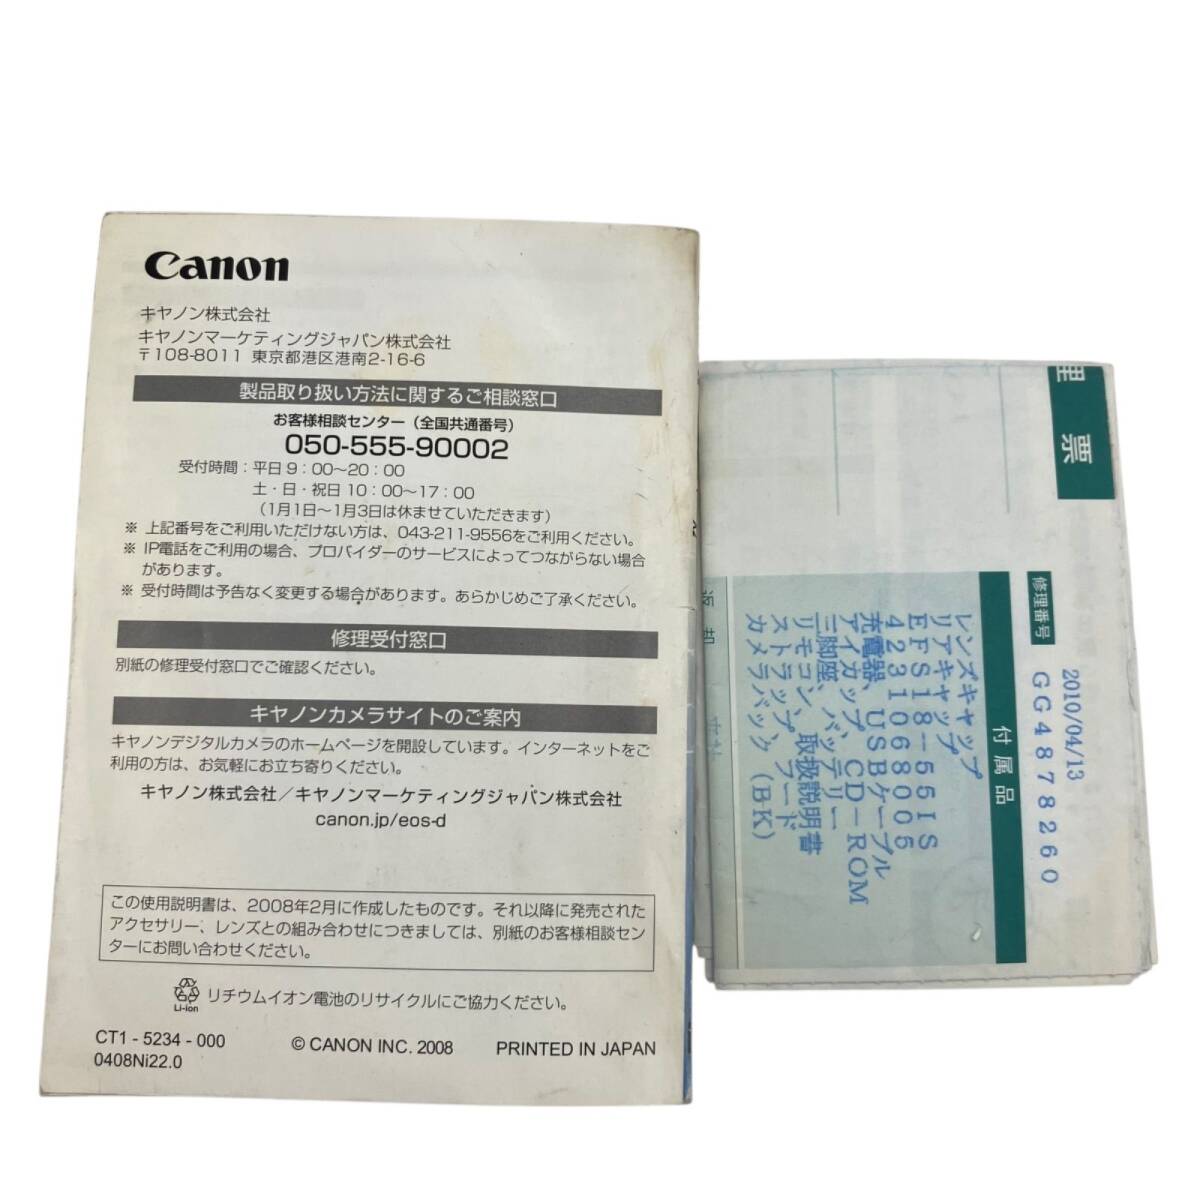 Canon
キヤノン株式会社
キヤノンマーケティングジャパン株式会社
〒108-8011 東京都港区港南2-16-6
製品取り扱い方法に関するご相談窓口
お客様相談センター（全国共通番号）
050-555-90002
受付時間：平日 9：00〜20：00
土・日・祝日 10：00〜17：00
（1月1日〜1月3日は休ませていただきます）
※ 上記番号をご利用いただけない方は、043-211-9556をご利用ください。
※ IP電話をご利用の場合、プロバイダーのサービスによってつながらない場合
があります。
※ 受付時間は予告なく変更する場合があります。あらかじめご了承ください。
修理受付窓口
別紙の修理受付窓口でご確認ください。
キヤノンカメラサイトのご案内
キヤノンデジタルカメラのホームページを開設しています。インターネットをご
利用の方は、お気軽にお立ち寄りください。
キヤノン株式会社／キヤノンマーケティングジャパン株式会社
canon.jp/eos-d
この使用説明書は、2008年2月に作成したものです。それ以降に発売された
アクセサリー、レンズとの組み合わせにつきましては、別紙のお客様相談セン
ターにお問い合わせください。
Li-ion
リチウムイオン電池のリサイクルにご協力ください。
CT1 - 5234 - 000
© CANON INC. 2008
PRINTED IN JAPAN
0408Ni22.0
理票
2010/04/13
修理番号
GG4878260
付属品
レンズキャップ
リアキャップ
EFS18-55IS
4231068005
充電器、USBケーブル
アイカップ、CD-ROM
三脚座、バッテリー
リモコン、取扱説明書
ストラップ、フード
カメラバック（BK）
返却